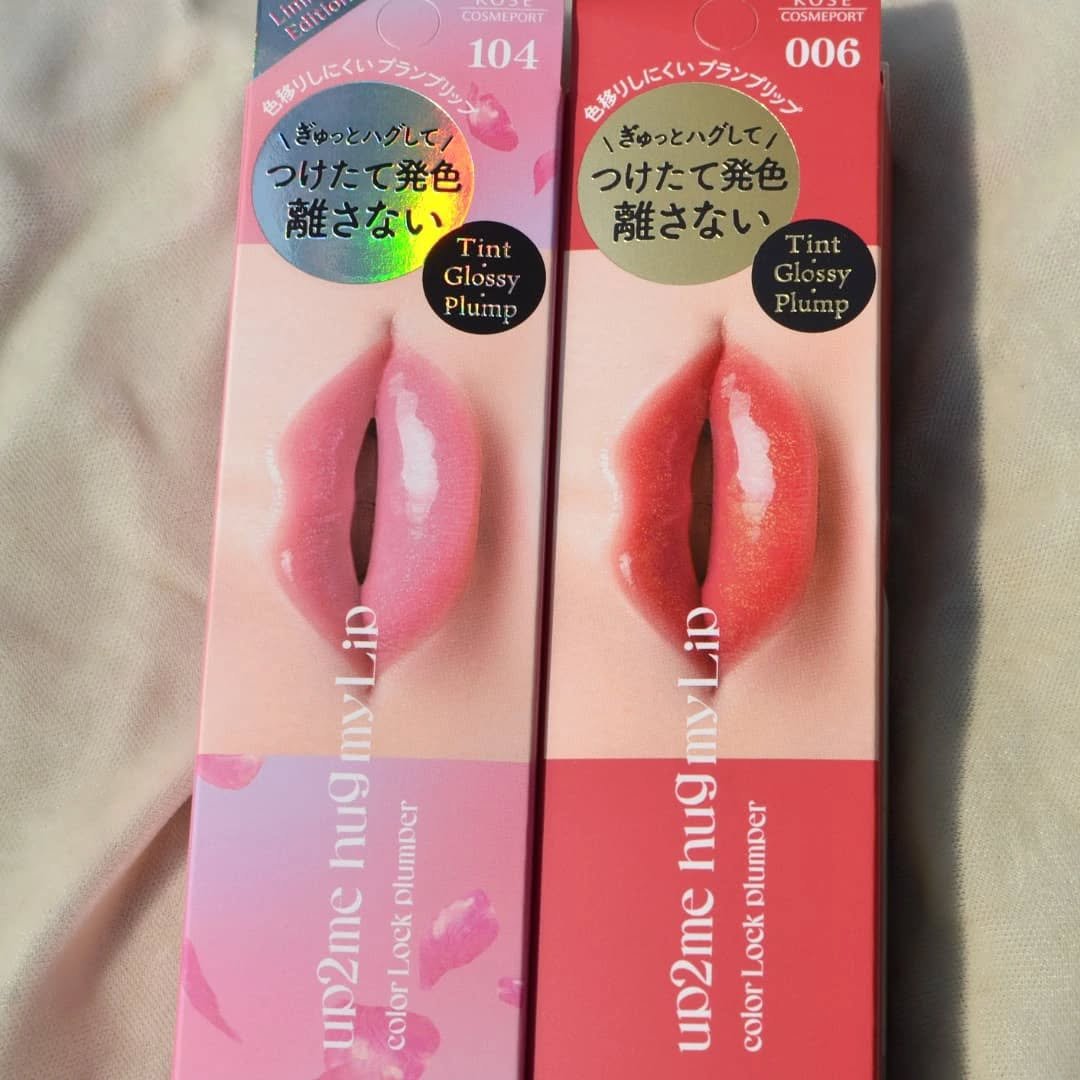 Limited
Edition
KOSE
COSMEPORT
104
色移りしにくい プランプリップ
\ ぎゅっとハグして /
つけたて発色
離さない
Tint
・
Glossy
・
Plump
up2me hug my Lip
color Lock plumper
KOSE
COSMEPORT
006
色移りしにくい プランプリップ
\ ぎゅっとハグして /
つけたて発色
離さない
Tint
・
Glossy
・
Plump
up2me hug my Lip
color Lock plumper